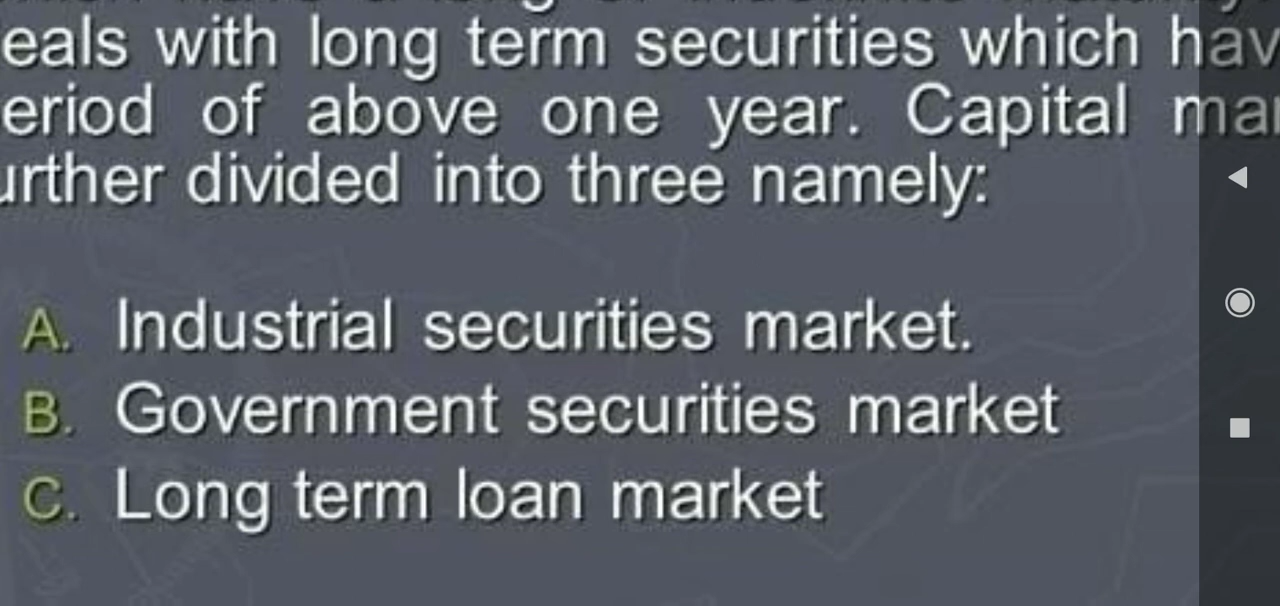 eals with long term securities which hav
eriod of above one year. Capital mar
urther divided into three namely:
A. Industrial securities market.
B. Government securities market
C. Long term loan market